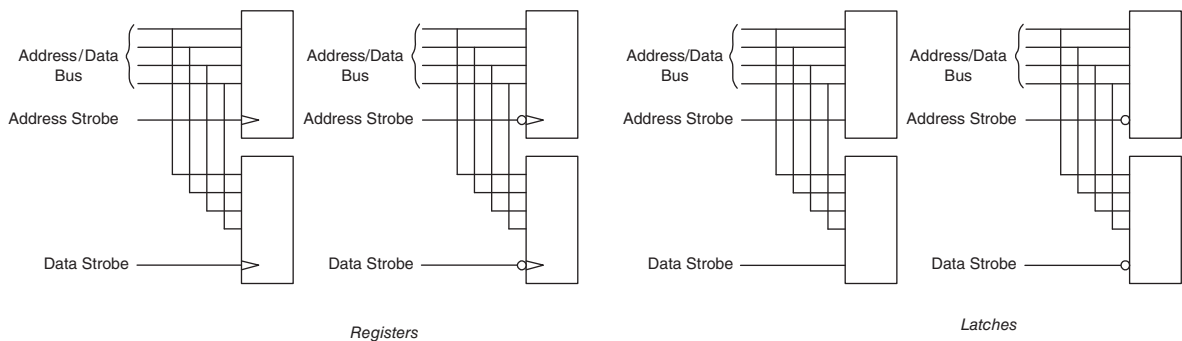 Address/Data
Bus
Address Strobe
Data Strobe
Address/Data
Bus
Address Strobe
Data Strobe
Registers
Address/Data
Bus
Address Strobe
Data Strobe
Address/Data
Bus
Address Strobe
Data Strobe
Latches